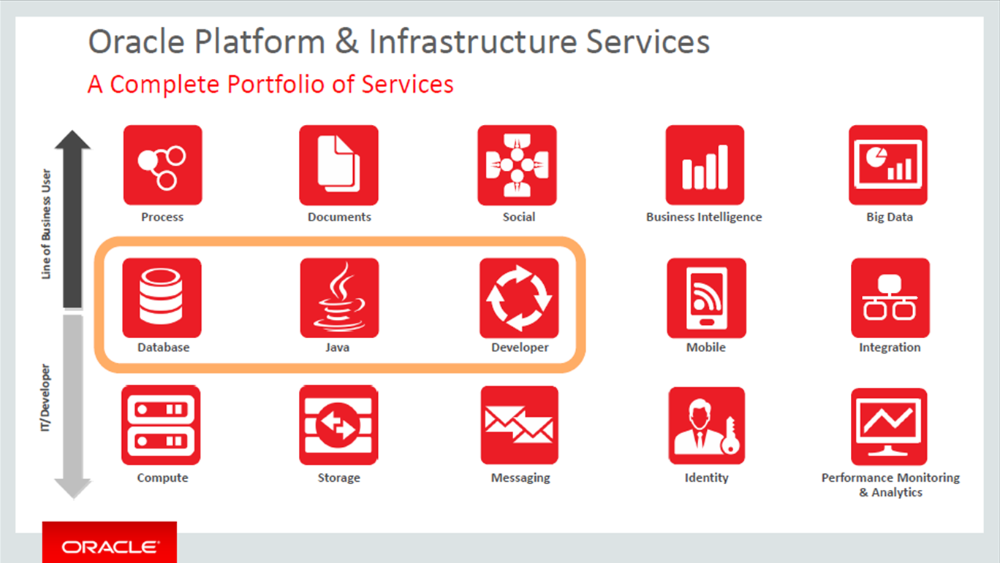 Oracle Platform & Infrastructure Services
A Complete Portfolio of Services
Line of Business User
Process
Documents
Social
Business Intelligence
Big Data
Database
Java
Developer
Mobile
Integration
IT/Developer
Compute
Storage
Messaging
Identity
Performance Monitoring
& Analytics
ORACLE®